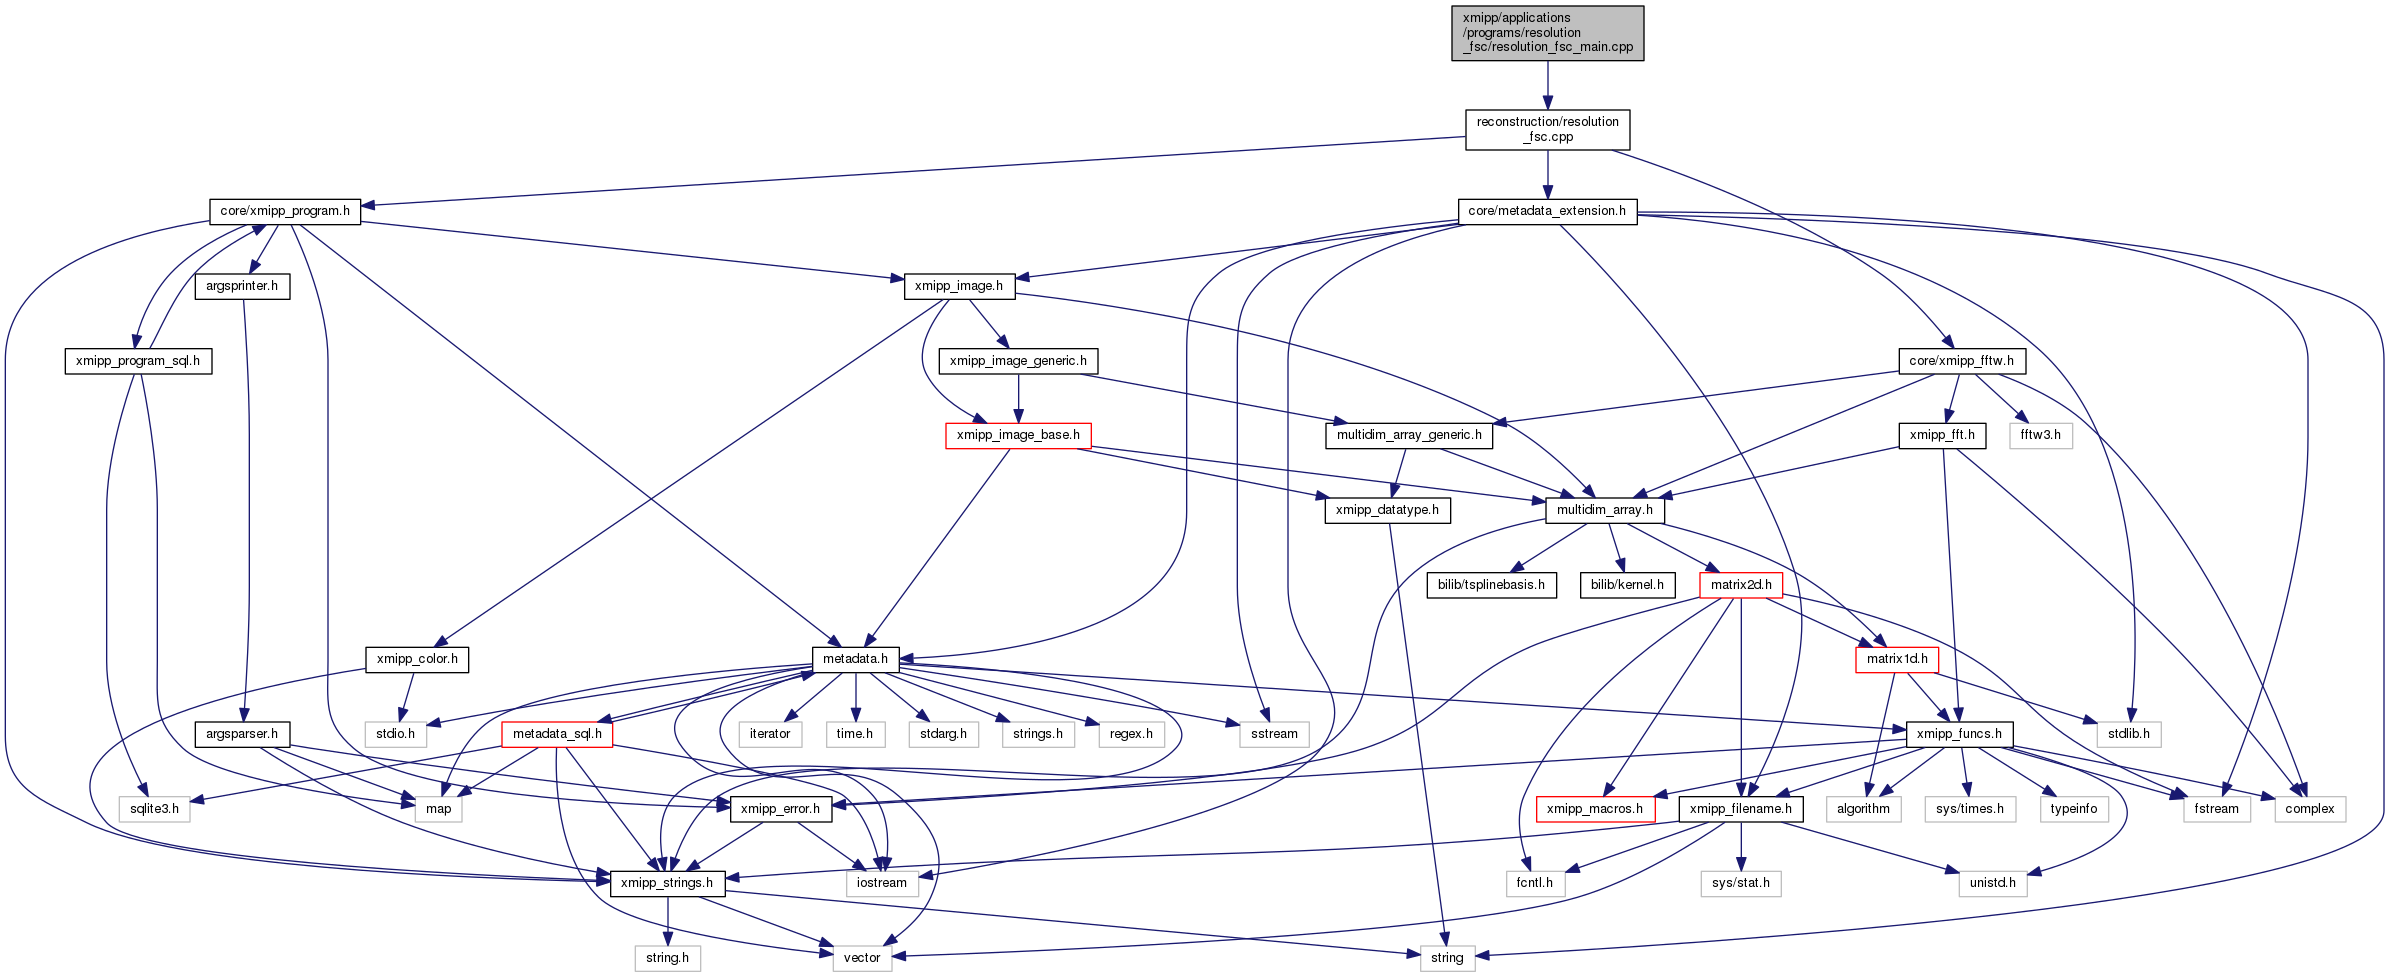 xmipp/applications
/programs/resolution
_fsc/resolution_fsc_main.cpp
reconstruction/resolution
_fsc.cpp
core/xmipp_program.h
core/metadata_extension.h
argsprinter.h
xmipp_image.h
xmipp_program_sql.h
xmipp_image_generic.h
core/xmipp_fftw.h
xmipp_image_base.h
multidim_array_generic.h
xmipp_fft.h
fftw3.h
xmipp_datatype.h
multidim_array.h
bilib/tsplinebasis.h
bilib/kernel.h
matrix2d.h
xmipp_color.h
metadata.h
matrix1d.h
argsparser.h
stdio.h
metadata_sql.h
iterator
time.h
stdarg.h
strings.h
regex.h
sstream
xmipp_funcs.h
stdlib.h
sqlite3.h
map
xmipp_error.h
xmipp_macros.h
xmipp_filename.h
algorithm
sys/times.h
typeinfo
fstream
complex
xmipp_strings.h
iostream
fcntl.h
sys/stat.h
unistd.h
string.h
vector
string